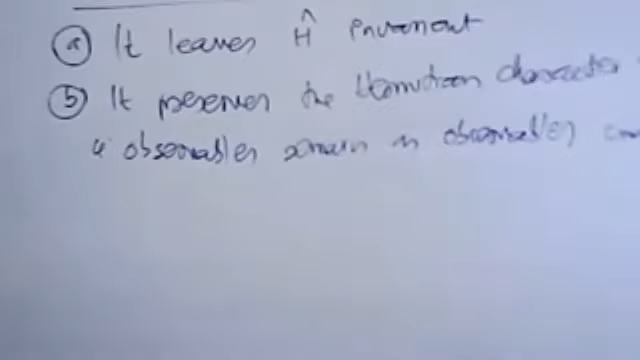 (a) It leaves Ĥ invariant
(b) It preserves the Hermitian character
observables remain as observables